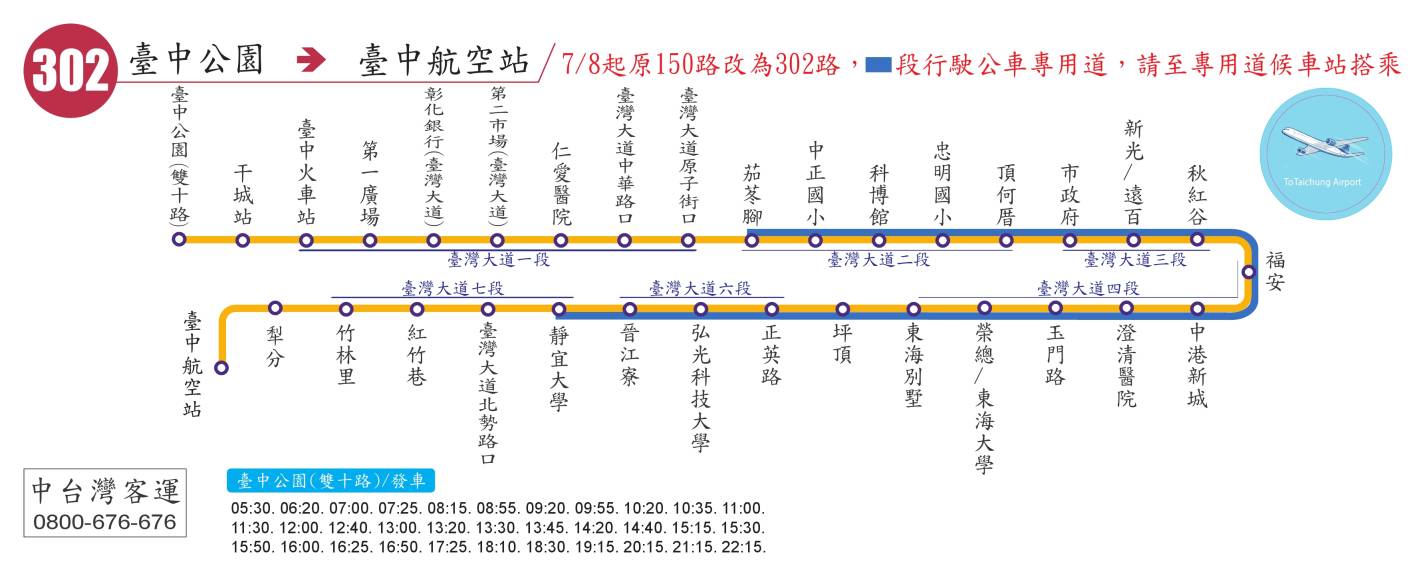 302
臺中公園 → 臺中航空站
7/8起原150路改為302路，段行駛公車專用道，請至專用道候車站搭乘
ToTaichung Airport
臺中公園(雙十路)
干城站
臺中火車站
第一廣場
彰化銀行(臺灣大道)
第二市場(臺灣大道)
仁愛醫院
臺灣大道中華路口
臺灣大道原子街口
茄苳腳
中正國小
科博館
忠明國小
頂何厝
市政府
新光/遠百
秋紅谷
臺灣大道一段
臺灣大道二段
臺灣大道三段
福安
臺灣大道七段
臺灣大道六段
臺灣大道四段
臺中航空站
犁分
竹林里
紅竹巷
臺灣大道北勢路口
靜宜大學
晉江寮
弘光科技大學
正英路
坪頂
東海別墅
榮總/東海大學
玉門路
澄清醫院
中港新城
中台灣客運
0800-676-676
臺中公園(雙十路)/發車
05:30. 06:20. 07:00. 07:25. 08:15. 08:55. 09:20. 09:55. 10:20. 10:35. 11:00.
11:30. 12:00. 12:40. 13:00. 13:20. 13:30. 13:45. 14:20. 14:40. 15:15. 15:30.
15:50. 16:00. 16:25. 16:50. 17:25. 18:10. 18:30. 19:15. 20:15. 21:15. 22:15.